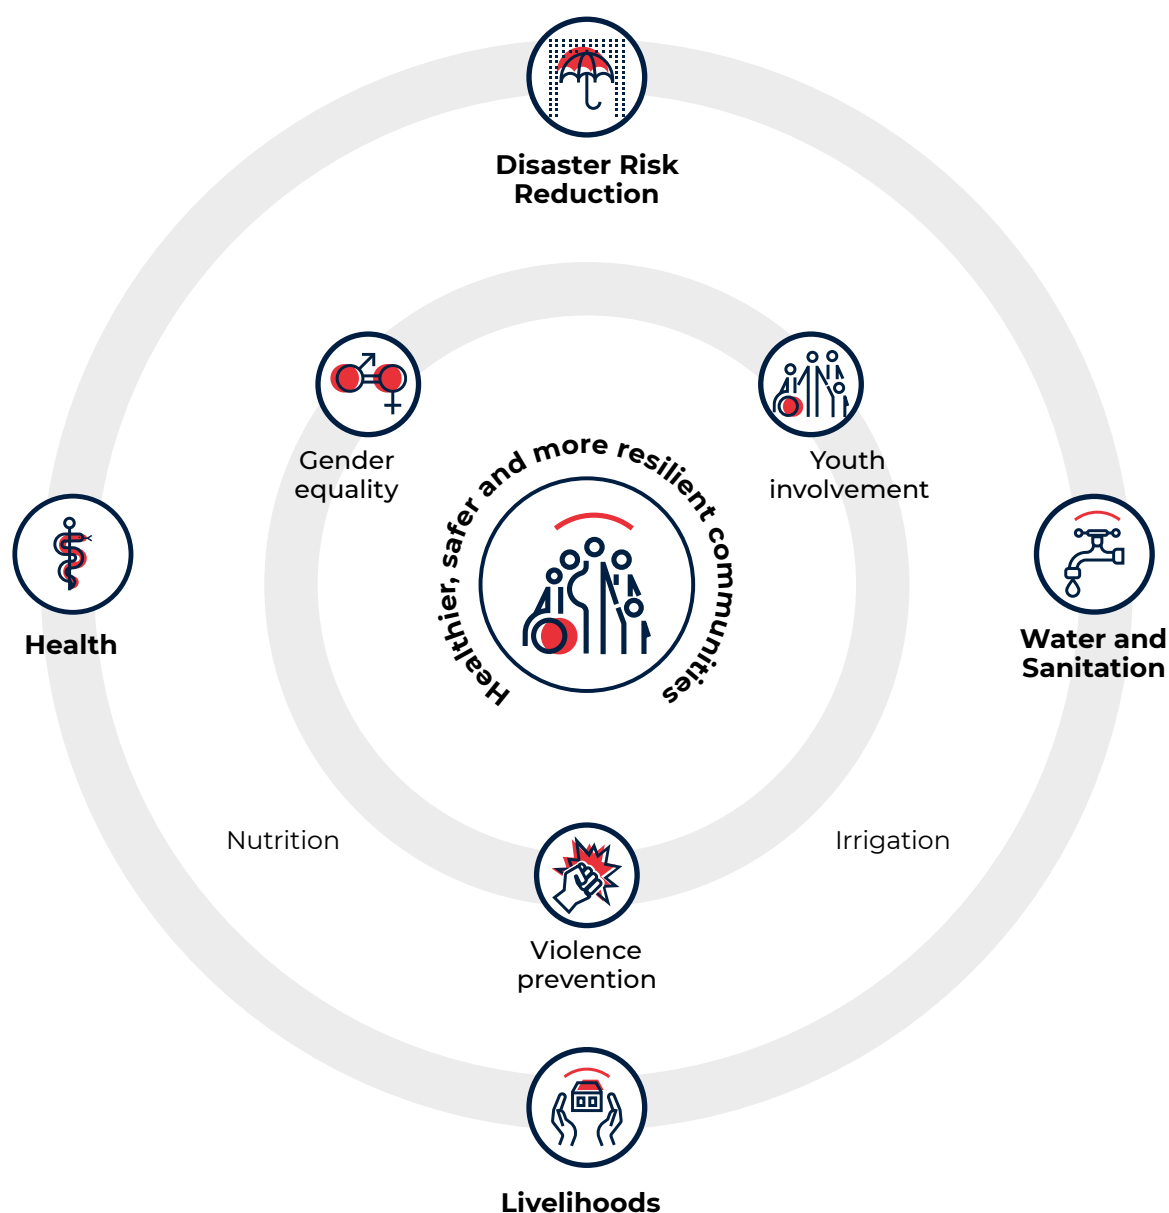 Disaster Risk
Reduction
Gender
equality
Youth
involvement
Healthier, safer and more resilient communities
Health
Water and
Sanitation
Nutrition
Irrigation
Violence
prevention
Livelihoods